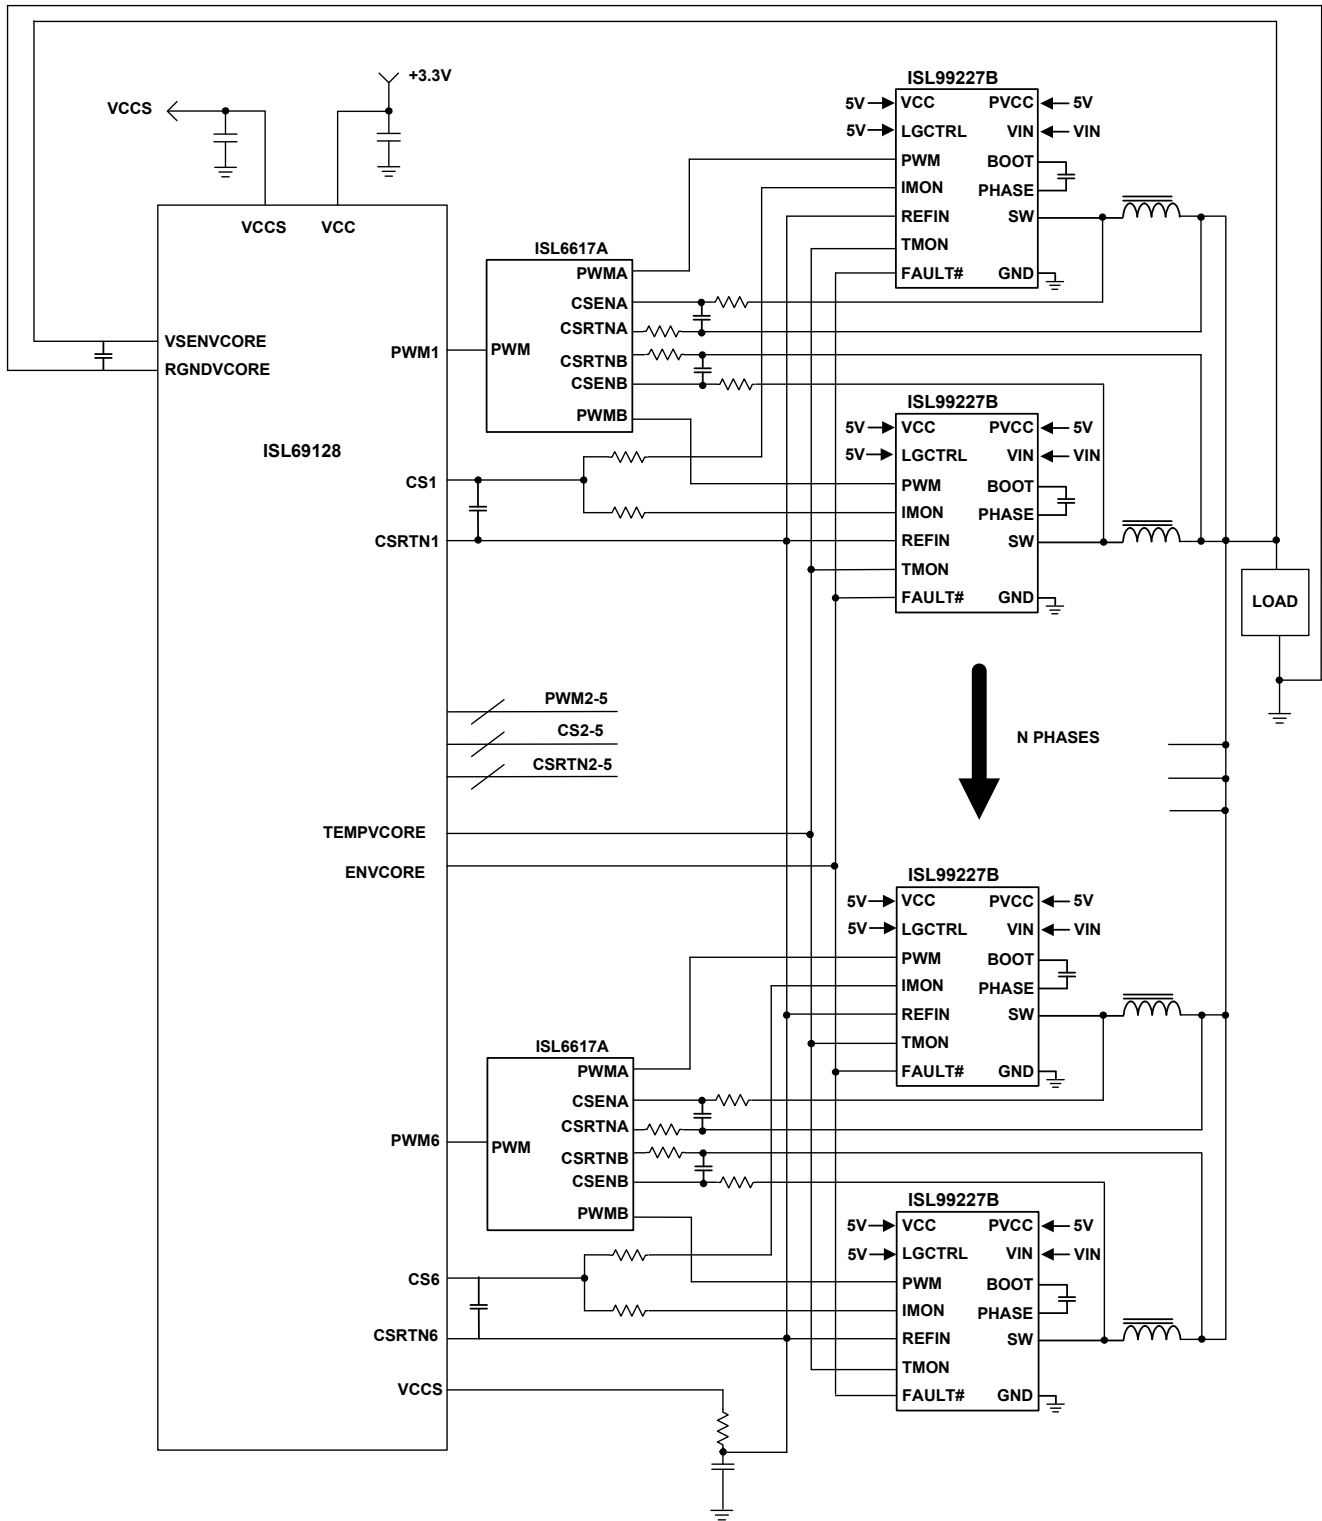 +3.3V
VCCS
VCCS
VCC
VSENVCORE
RGNDVCORE
ISL69128
PWM1
CS1
CSRTN1
PWM2-5
CS2-5
CSRTN2-5
TEMPVCORE
ENVCORE
PWM6
CS6
CSRTN6
VCCS
ISL6617A
PWM
PWMA
CSENA
CSRTNA
CSRTNB
CSENB
PWMB
ISL99227B
5V VCC PVCC 5V
5V LGCTRL VIN VIN
PWM BOOT
IMON PHASE
REFIN SW
TMON
FAULT# GND
ISL99227B
5V VCC PVCC 5V
5V LGCTRL VIN VIN
PWM BOOT
IMON PHASE
REFIN SW
TMON
FAULT# GND
LOAD
N PHASES
ISL6617A
PWM
PWMA
CSENA
CSRTNA
CSRTNB
CSENB
PWMB
ISL99227B
5V VCC PVCC 5V
5V LGCTRL VIN VIN
PWM BOOT
IMON PHASE
REFIN SW
TMON
FAULT# GND
ISL99227B
5V VCC PVCC 5V
5V LGCTRL VIN VIN
PWM BOOT
IMON PHASE
REFIN SW
TMON
FAULT# GND